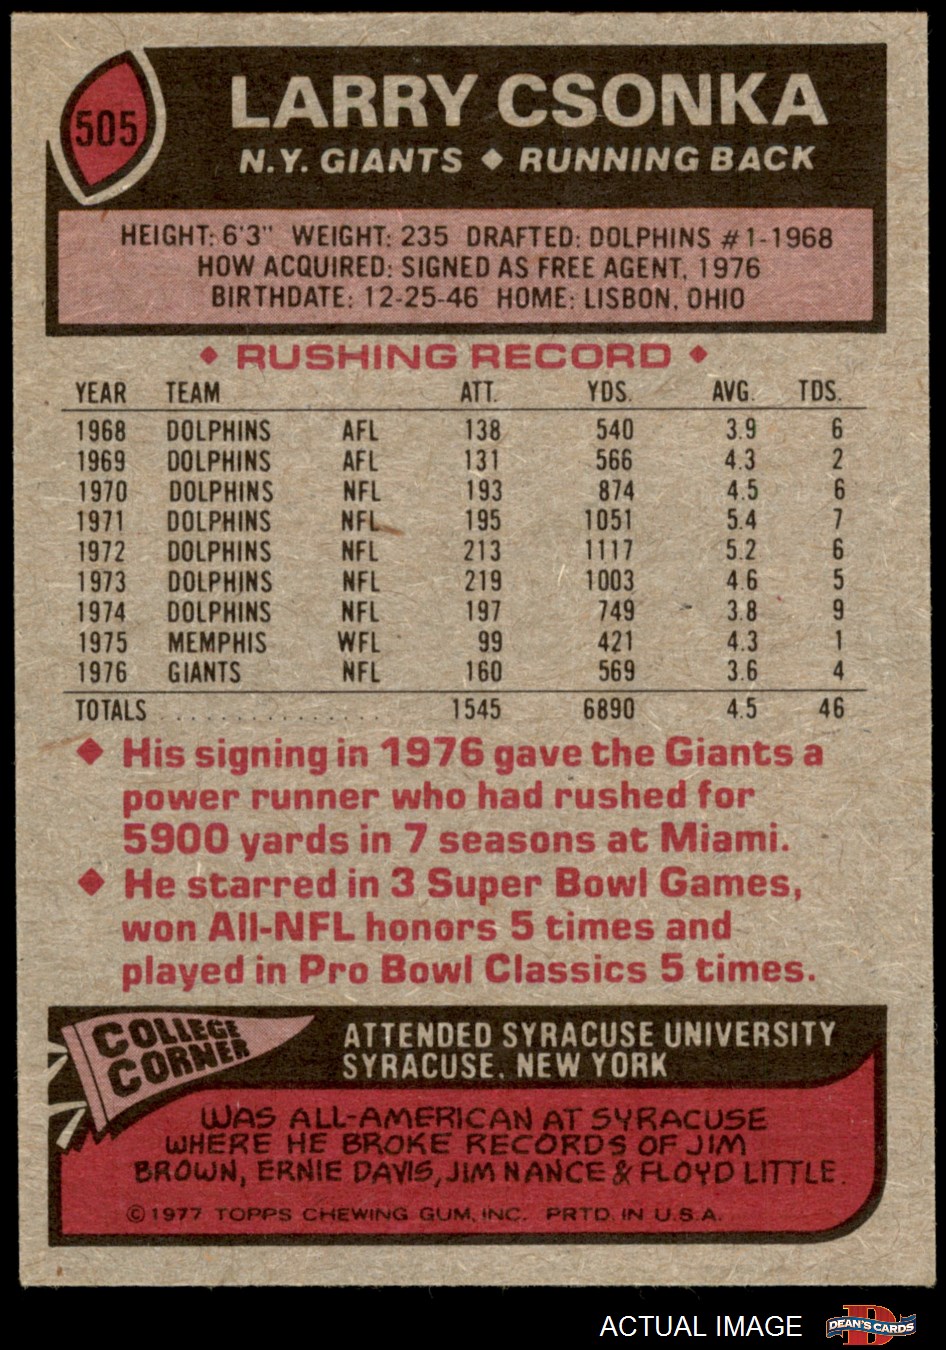 505
LARRY CSONKA
N.Y. GIANTS ◆ RUNNING BACK
HEIGHT: 6'3" WEIGHT: 235 DRAFTED: DOLPHINS #1-1968
HOW ACQUIRED: SIGNED AS FREE AGENT, 1976
BIRTHDATE: 12-25-46 HOME: LISBON, OHIO
◆ RUSHING RECORD ◆
YEAR TEAM ATT. YDS. AVG. TDS.
1968 DOLPHINS AFL 138 540 3.9 6
1969 DOLPHINS AFL 131 566 4.3 2
1970 DOLPHINS NFL 193 874 4.5 6
1971 DOLPHINS NFL 195 1051 5.4 7
1972 DOLPHINS NFL 213 1117 5.2 6
1973 DOLPHINS NFL 219 1003 4.6 5
1974 DOLPHINS NFL 197 749 3.8 9
1975 MEMPHIS WFL 99 421 4.3 1
1976 GIANTS NFL 160 569 3.6 4
TOTALS . . . . . . . . . . . . . . . 1545 6890 4.5 46
◆ His signing in 1976 gave the Giants a
power runner who had rushed for
5900 yards in 7 seasons at Miami.
◆ He starred in 3 Super Bowl Games,
won All-NFL honors 5 times and
played in Pro Bowl Classics 5 times.
COLLEGE
CORNER
ATTENDED SYRACUSE UNIVERSITY
SYRACUSE, NEW YORK
WAS ALL-AMERICAN AT SYRACUSE
WHERE HE BROKE RECORDS OF JIM
BROWN, ERNIE DAVIS, JIM NANCE & FLOYD LITTLE.
© 1977 TOPPS CHEWING GUM, INC. PRTD. IN U.S.A.
ACTUAL IMAGE
D
DEAN'S CARDS